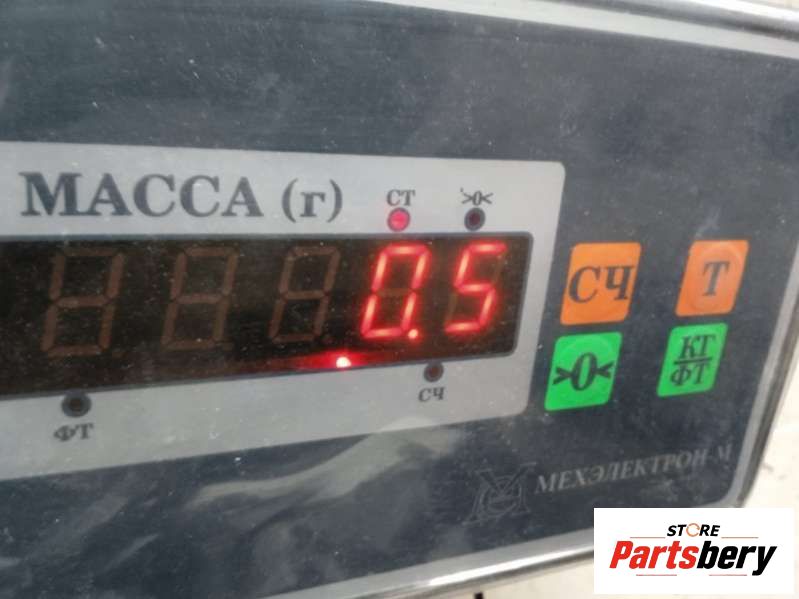 МАССА (г)
СТ
>0<
0.5
ФТ
СЧ
СЧ
Т
>0<
КГ
ФТ
МЕХЭЛЕКТРОН-М
STORE
Partsbery